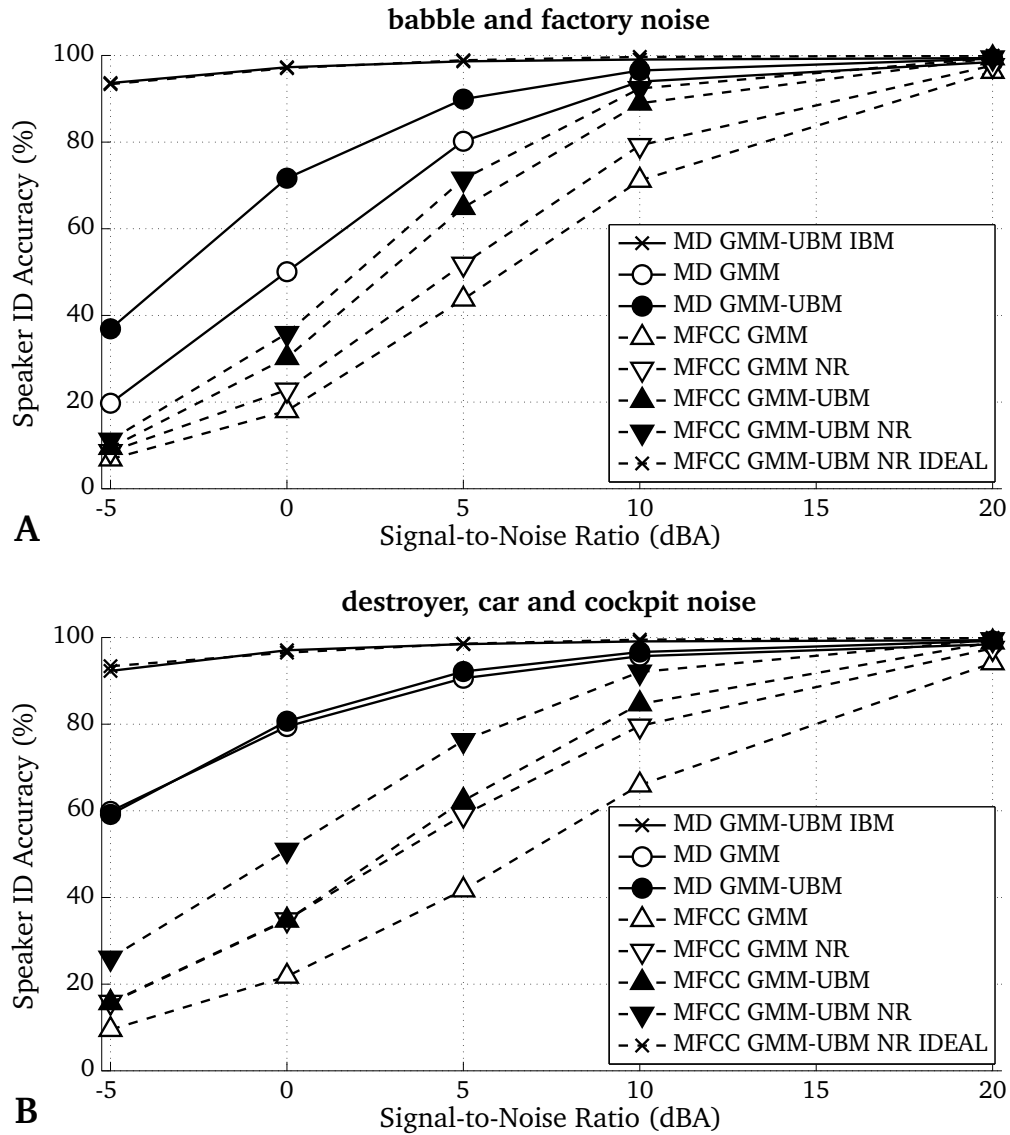 babble and factory noise
100
80
60
40
20
0
Speaker ID Accuracy (%)
MD GMM-UBM IBM
MD GMM
MD GMM-UBM
MFCC GMM
MFCC GMM NR
MFCC GMM-UBM
MFCC GMM-UBM NR
MFCC GMM-UBM NR IDEAL
-5 0 5 10 15 20
Signal-to-Noise Ratio (dBA)
A
destroyer, car and cockpit noise
100
80
60
40
20
0
Speaker ID Accuracy (%)
MD GMM-UBM IBM
MD GMM
MD GMM-UBM
MFCC GMM
MFCC GMM NR
MFCC GMM-UBM
MFCC GMM-UBM NR
MFCC GMM-UBM NR IDEAL
-5 0 5 10 15 20
Signal-to-Noise Ratio (dBA)
B